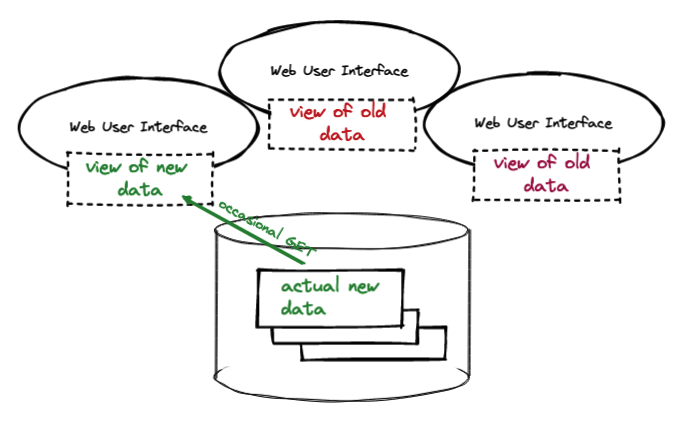 Web User Interface
view of old
data
Web User Interface
view of new
data
Web User Interface
view of old
data
occasional GET
actual new
data